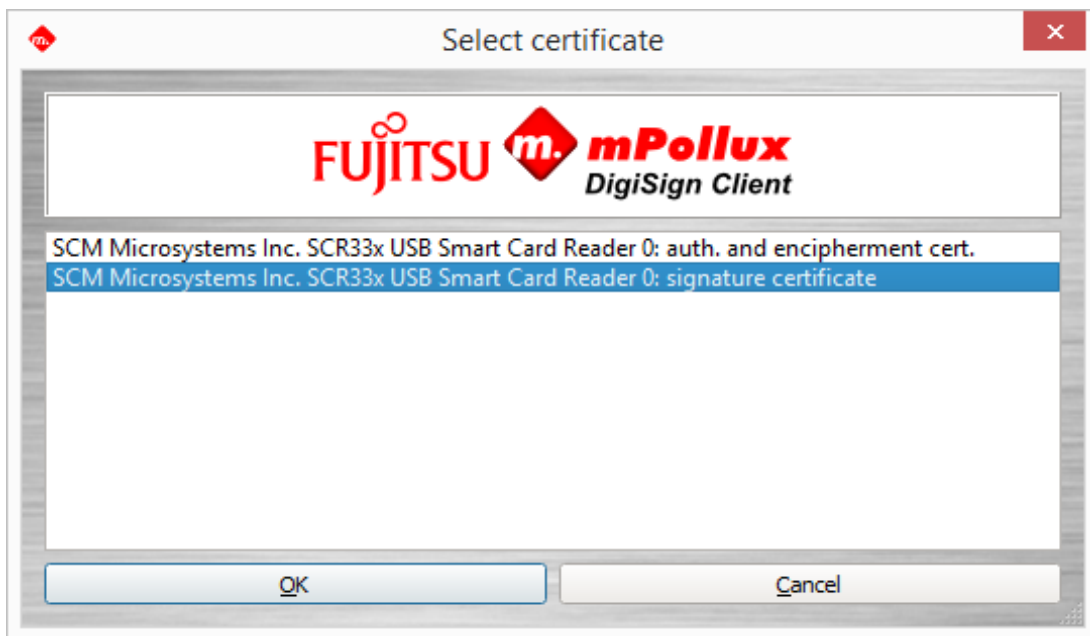 m.
Select certificate
FUJITSU m. mPollux
DigiSign Client
SCM Microsystems Inc. SCR33x USB Smart Card Reader 0: auth. and encipherment cert.
SCM Microsystems Inc. SCR33x USB Smart Card Reader 0: signature certificate
OK
Cancel